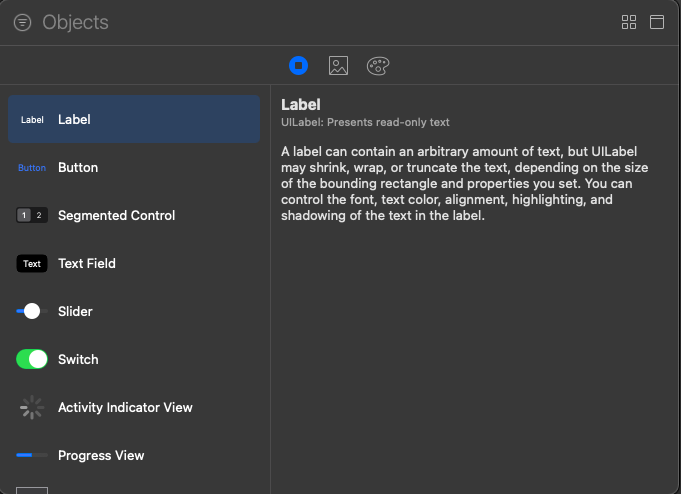 Objects
Label Label
Button Button
1 2 Segmented Control
Text Text Field
Slider
Switch
Activity Indicator View
Progress View
Label
UILabel: Presents read-only text
A label can contain an arbitrary amount of text, but UILabel
may shrink, wrap, or truncate the text, depending on the size
of the bounding rectangle and properties you set. You can
control the font, text color, alignment, highlighting, and
shadowing of the text in the label.